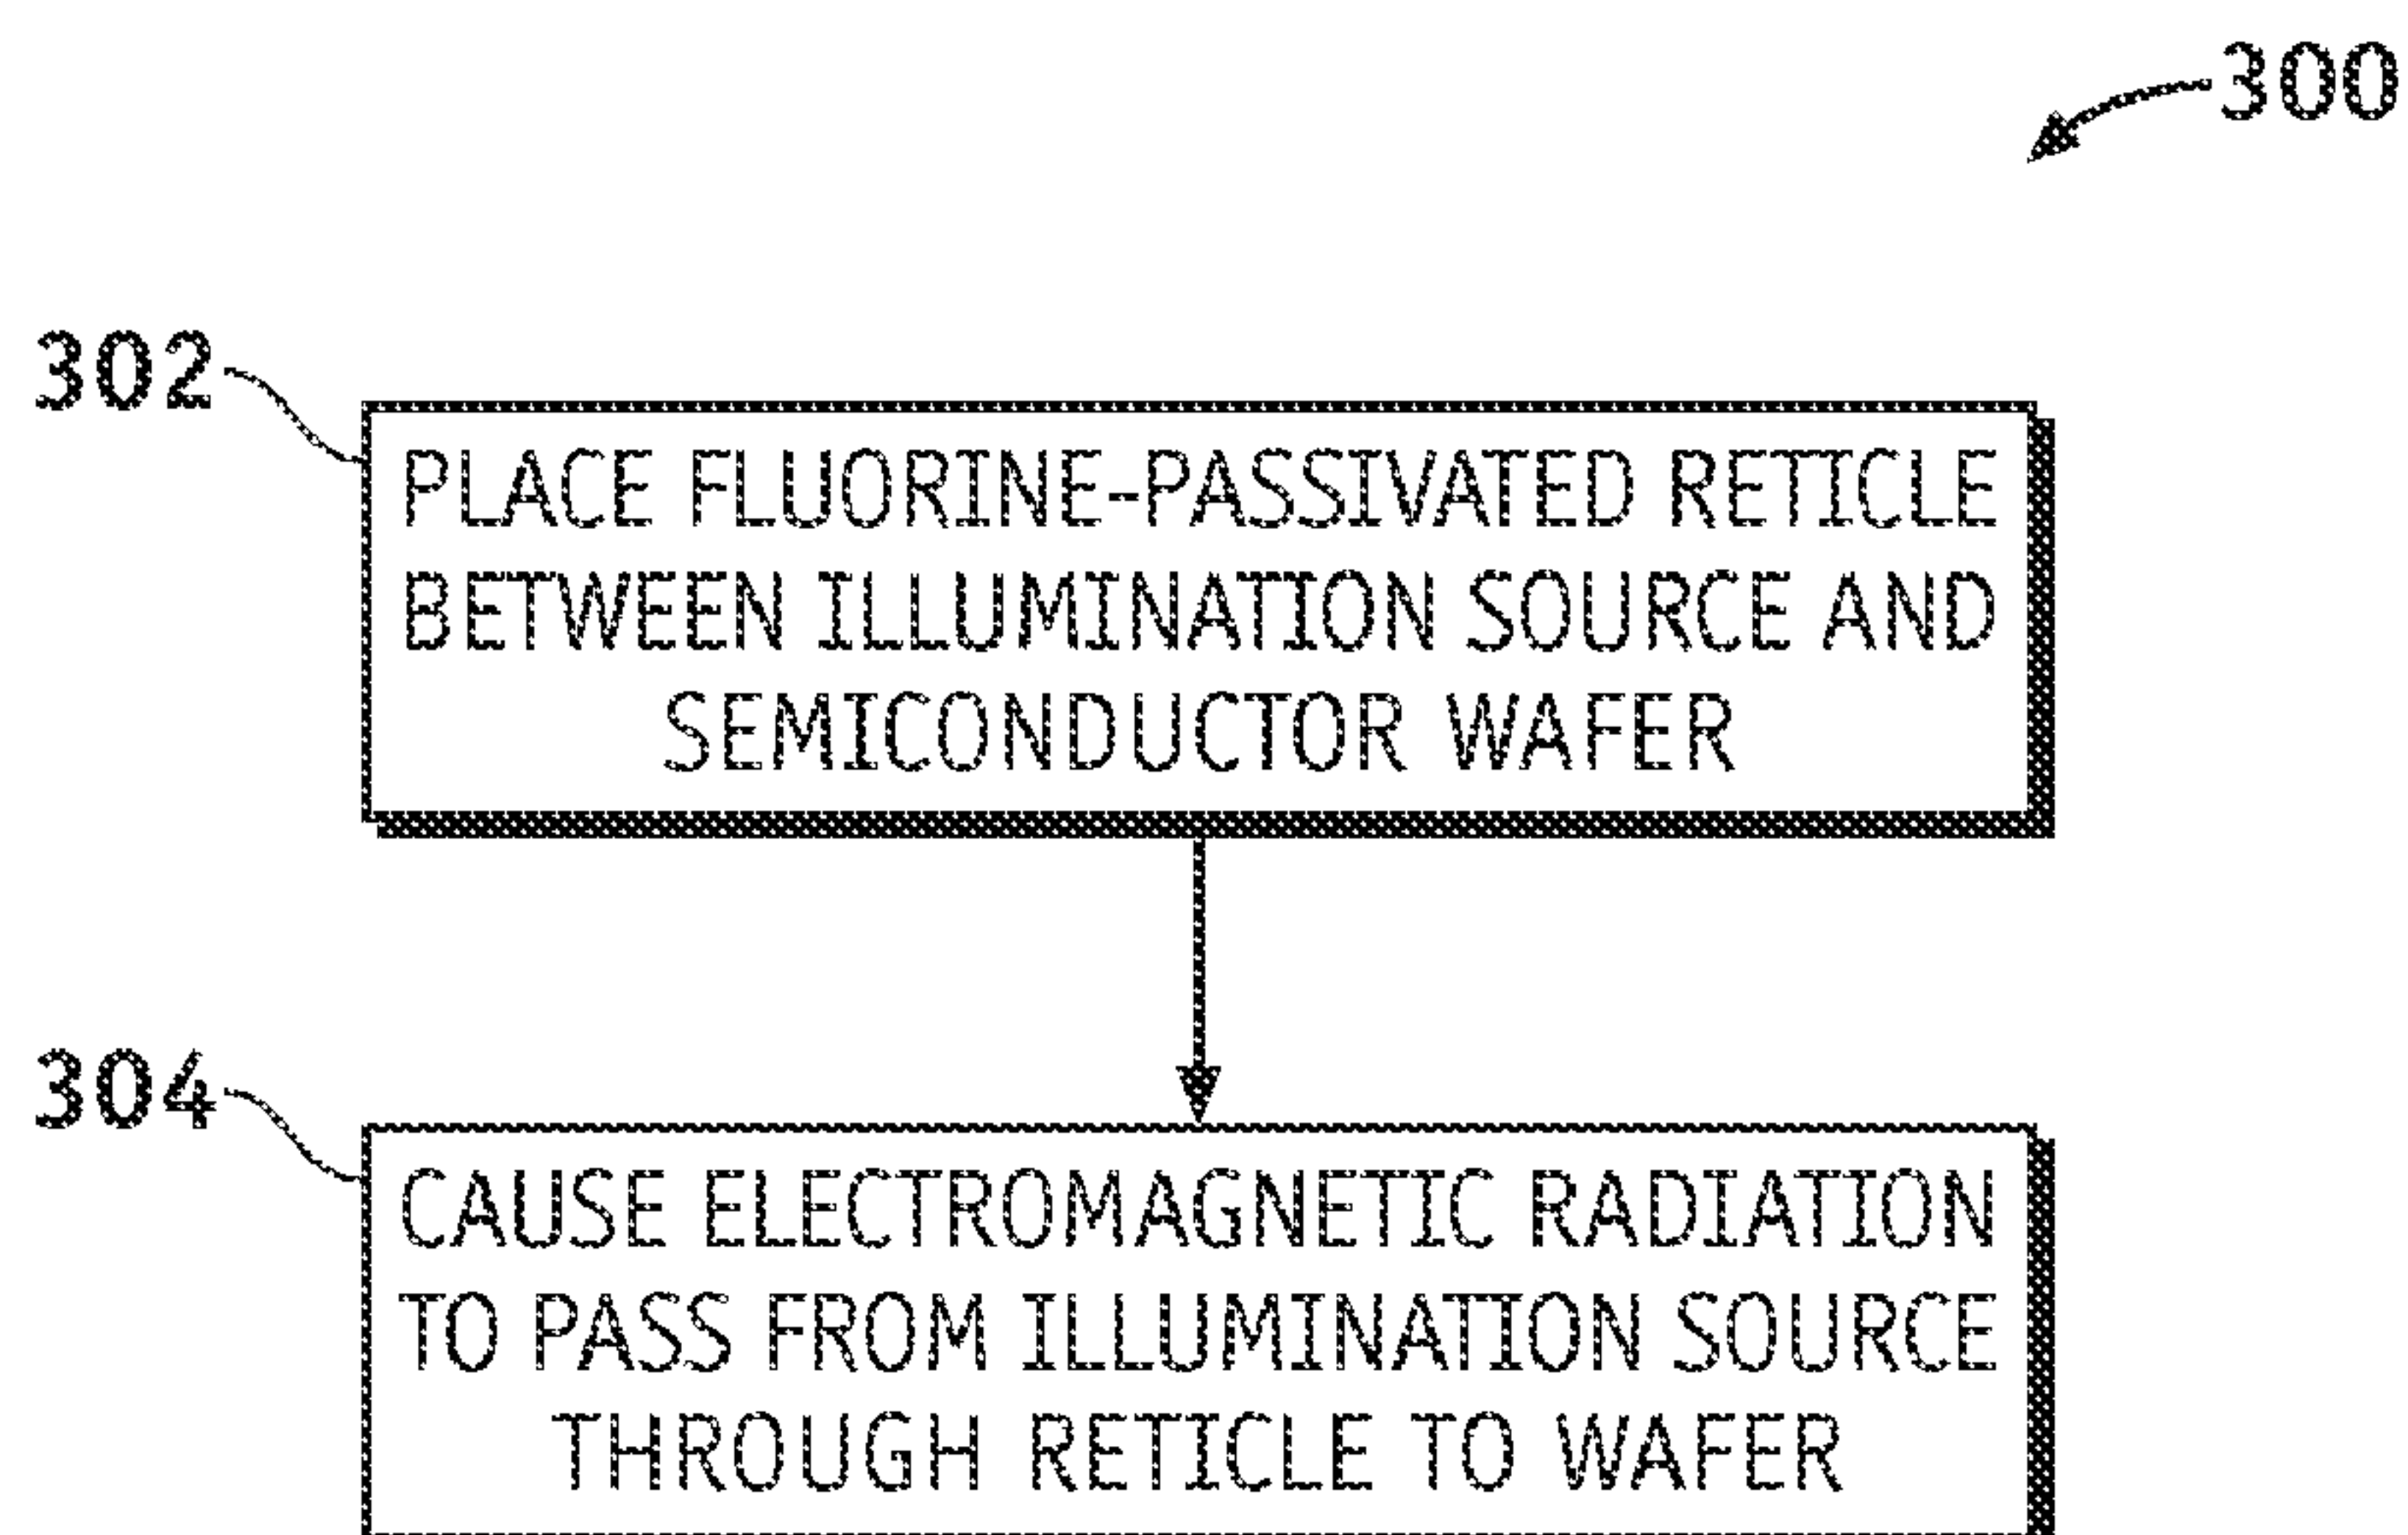 300
302
PLACE FLUORINE-PASSIVATED RETICLE
BETWEEN ILLUMINATION SOURCE AND
SEMICONDUCTOR WAFER
304
CAUSE ELECTROMAGNETIC RADIATION
TO PASS FROM ILLUMINATION SOURCE
THROUGH RETICLE TO WAFER